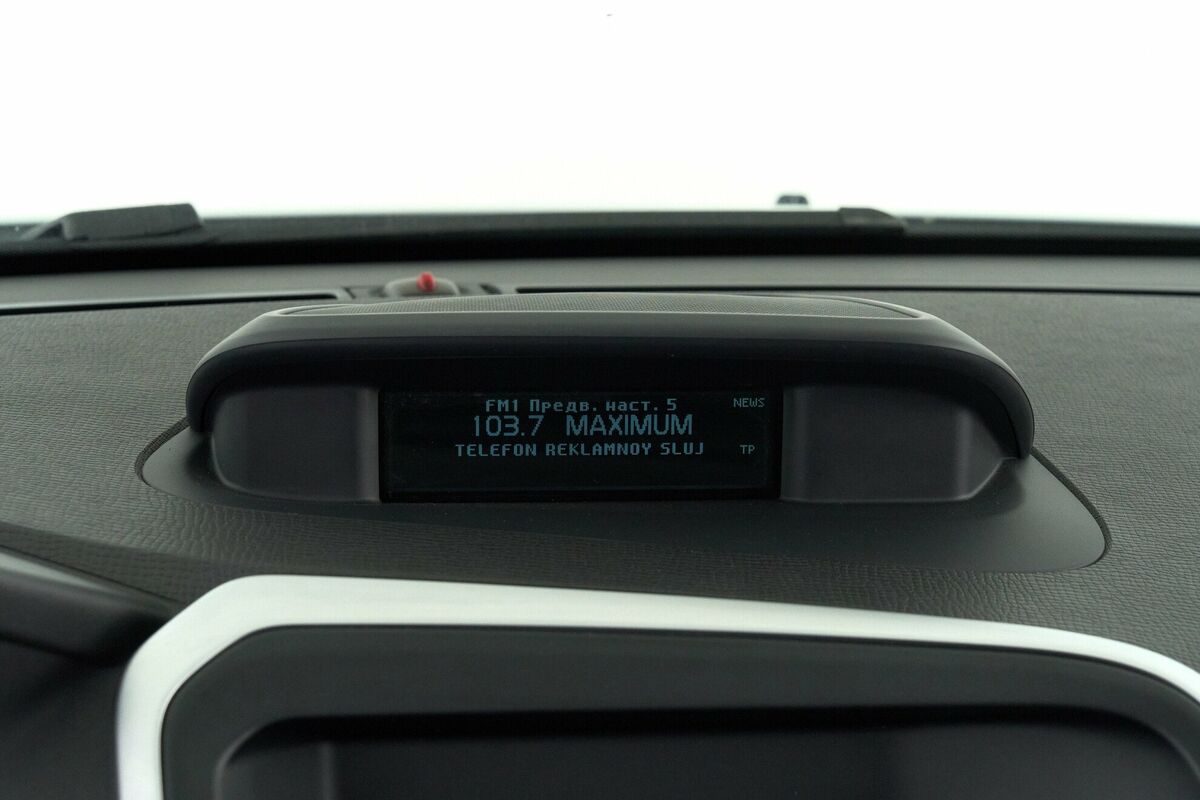 FM1 Предв. наст. 5 NEWS
103.7 MAXIMUM
TELEFON REKLAMNOY SLUJ TP